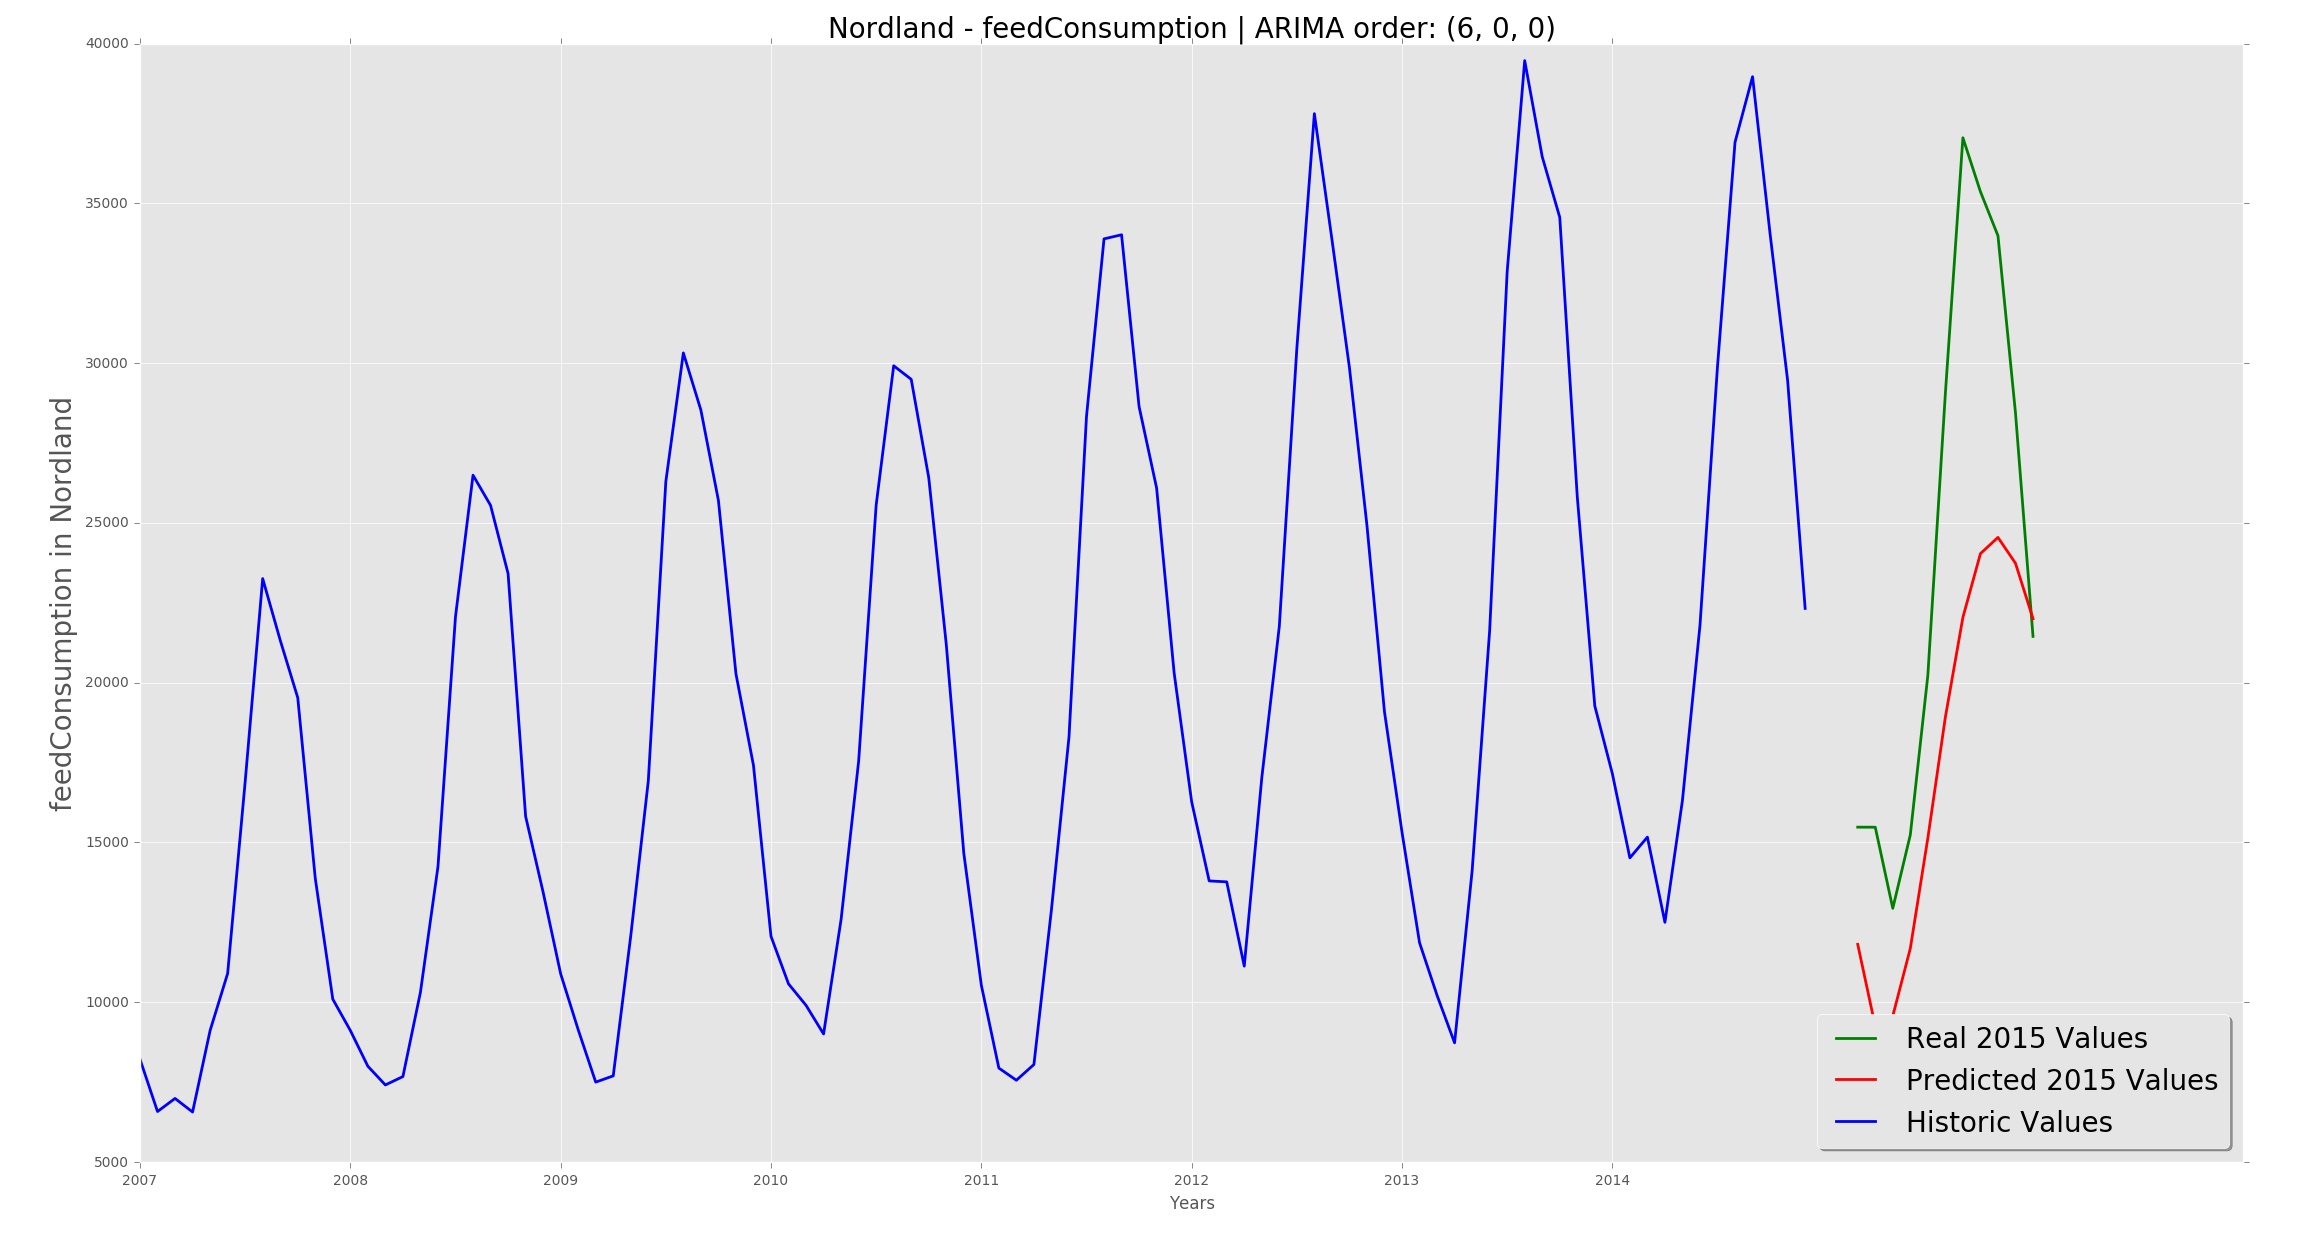 Nordland - feedConsumption | ARIMA order: (6, 0, 0)
40000
35000
30000
25000
20000
15000
10000
5000
feedConsumption in Nordland
2007
2008
2009
2010
2011
2012
2013
2014
Years
Real 2015 Values
Predicted 2015 Values
Historic Values